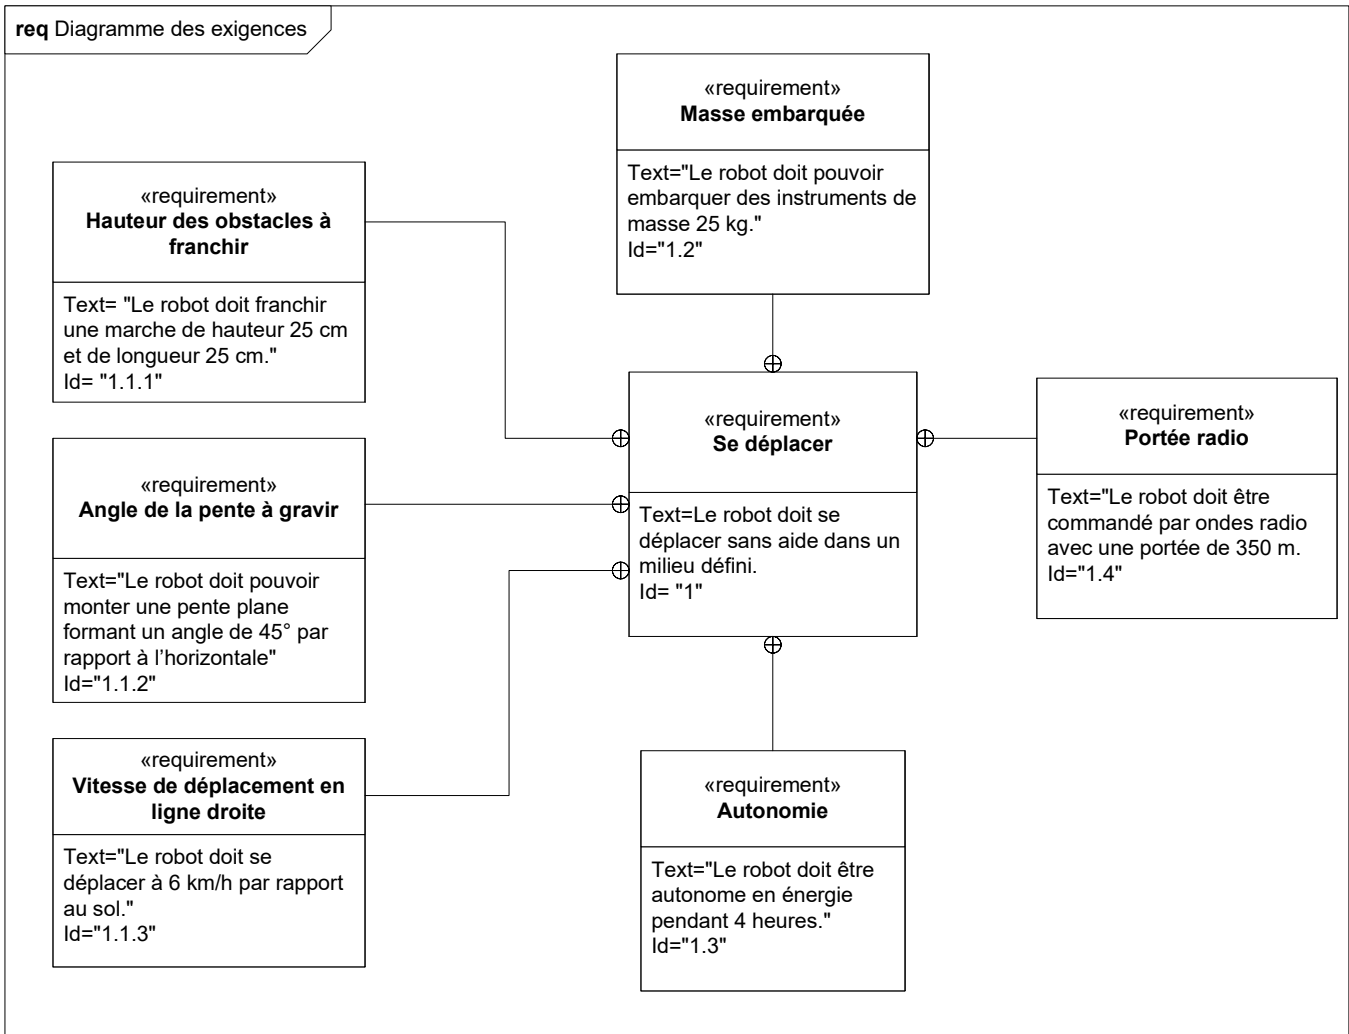 req Diagramme des exigences
«requirement»
Masse embarquée
Text="Le robot doit pouvoir
embarquer des instruments de
masse 25 kg."
Id="1.2"
«requirement»
Hauteur des obstacles à
franchir
Text= "Le robot doit franchir
une marche de hauteur 25 cm
et de longueur 25 cm."
Id= "1.1.1"
«requirement»
Se déplacer
Text=Le robot doit se
déplacer sans aide dans un
milieu défini.
Id= "1"
«requirement»
Portée radio
Text="Le robot doit être
commandé par ondes radio
avec une portée de 350 m.
Id="1.4"
«requirement»
Angle de la pente à gravir
Text="Le robot doit pouvoir
monter une pente plane
formant un angle de 45° par
rapport à l’horizontale"
Id="1.1.2"
«requirement»
Vitesse de déplacement en
ligne droite
Text="Le robot doit se
déplacer à 6 km/h par rapport
au sol."
Id="1.1.3"
«requirement»
Autonomie
Text="Le robot doit être
autonome en énergie
pendant 4 heures."
Id="1.3"